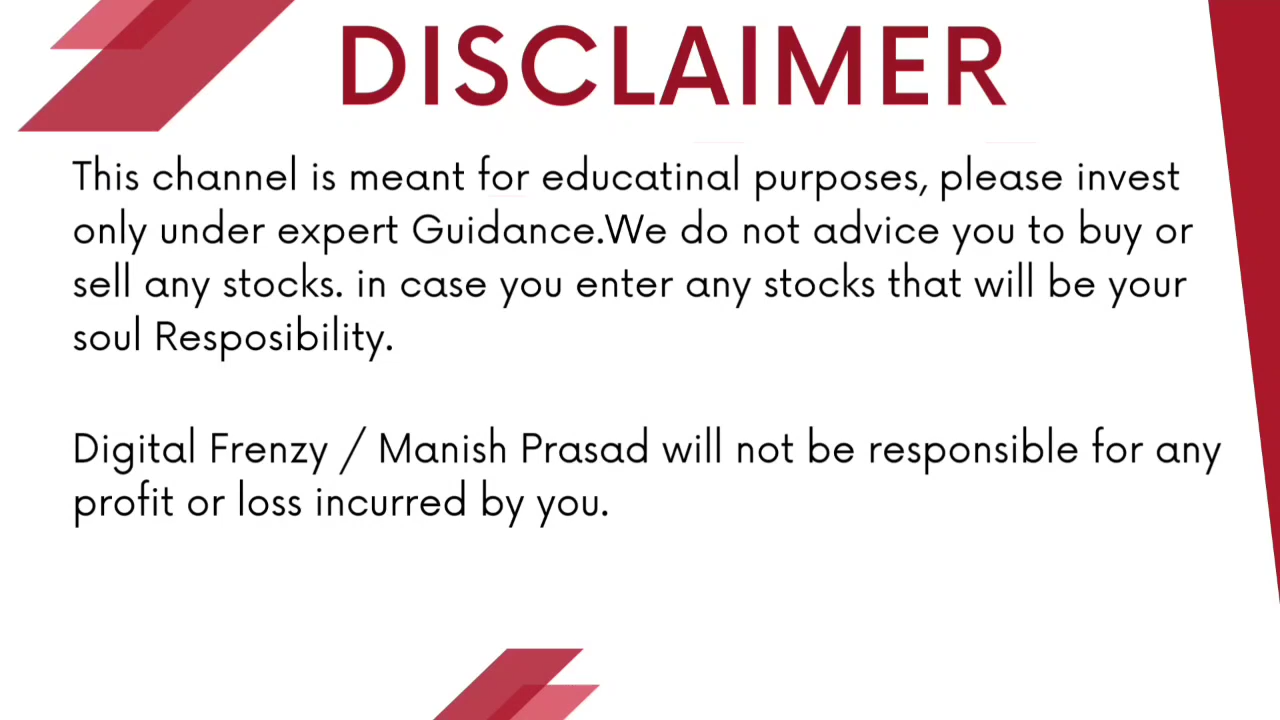 DISCLAIMER
This channel is meant for educatinal purposes, please invest
only under expert Guidance.We do not advice you to buy or
sell any stocks. in case you enter any stocks that will be your
soul Resposibility.
Digital Frenzy / Manish Prasad will not be responsible for any
profit or loss incurred by you.